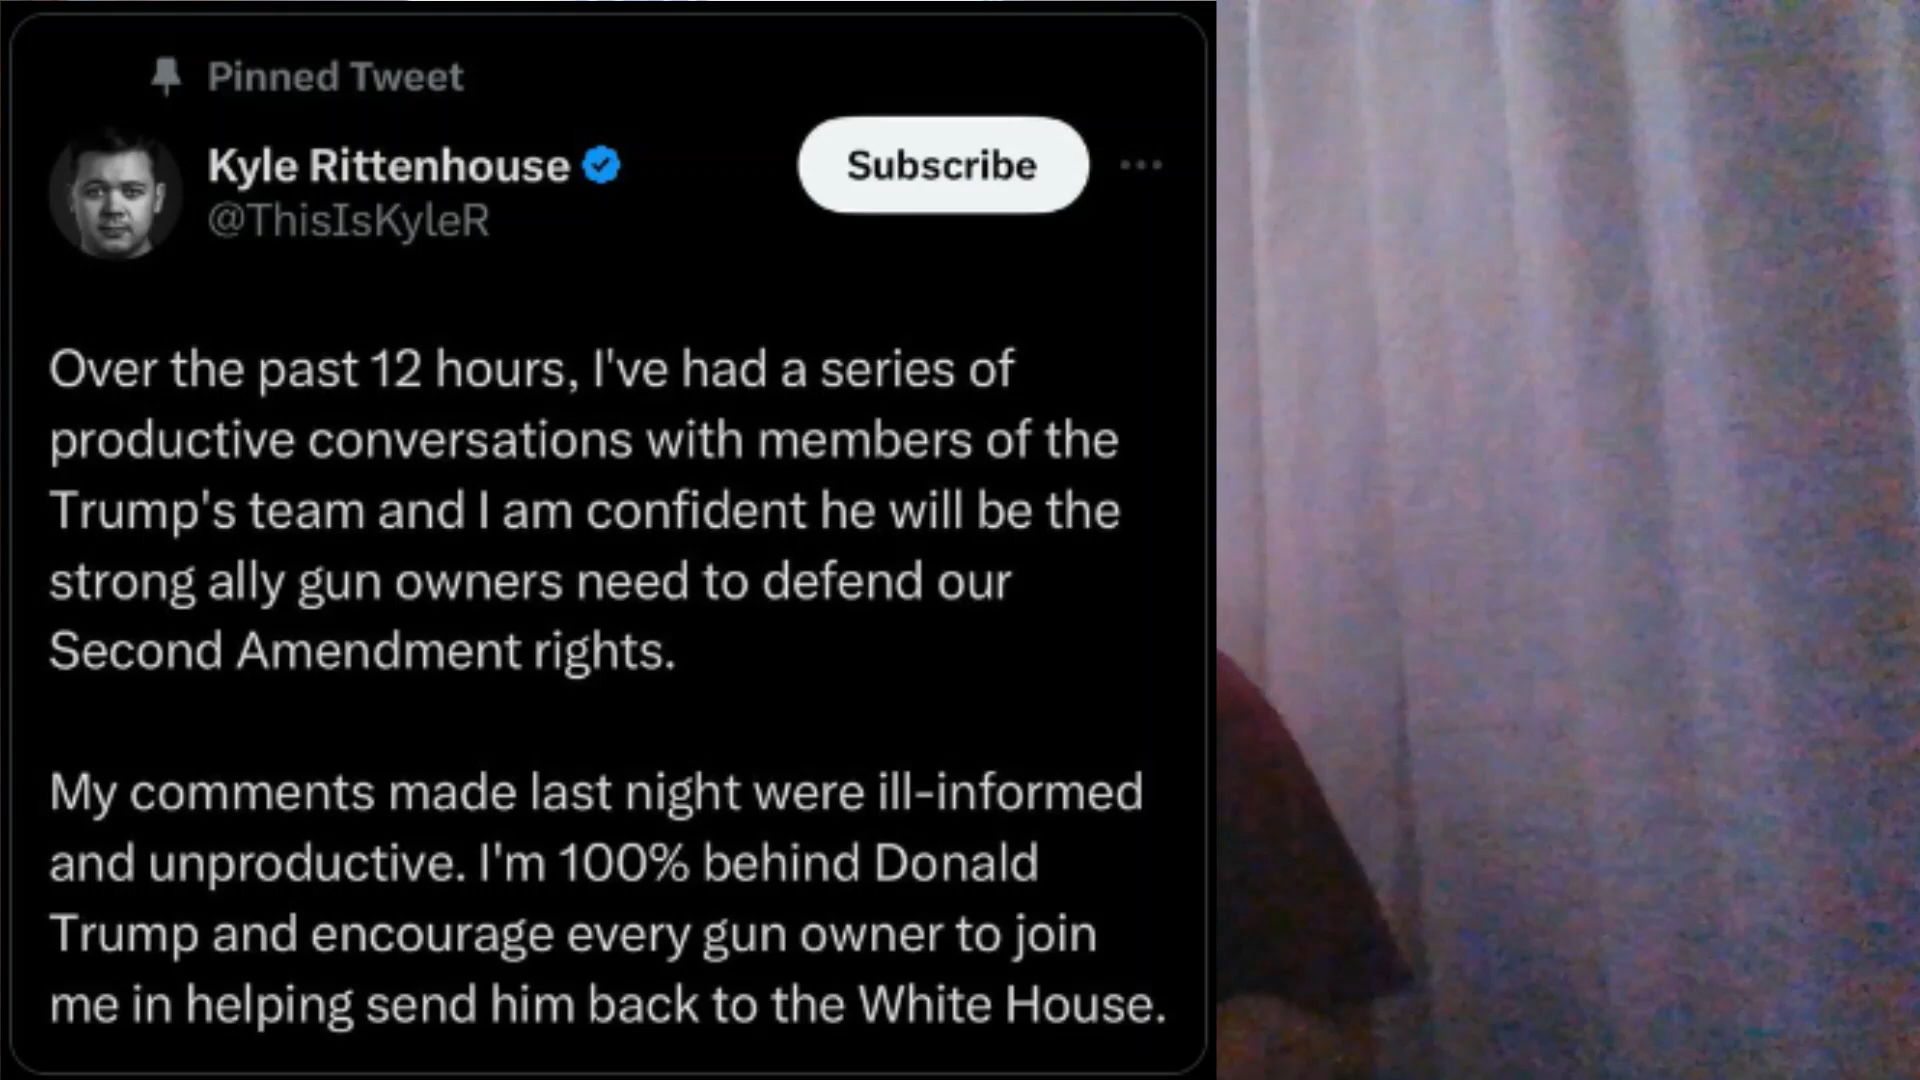 Pinned Tweet
Kyle Rittenhouse
Subscribe
@ThisIsKyleR
Over the past 12 hours, I've had a series of
productive conversations with members of the
Trump's team and I am confident he will be the
strong ally gun owners need to defend our
Second Amendment rights.
My comments made last night were ill-informed
and unproductive. I'm 100% behind Donald
Trump and encourage every gun owner to join
me in helping send him back to the White House.